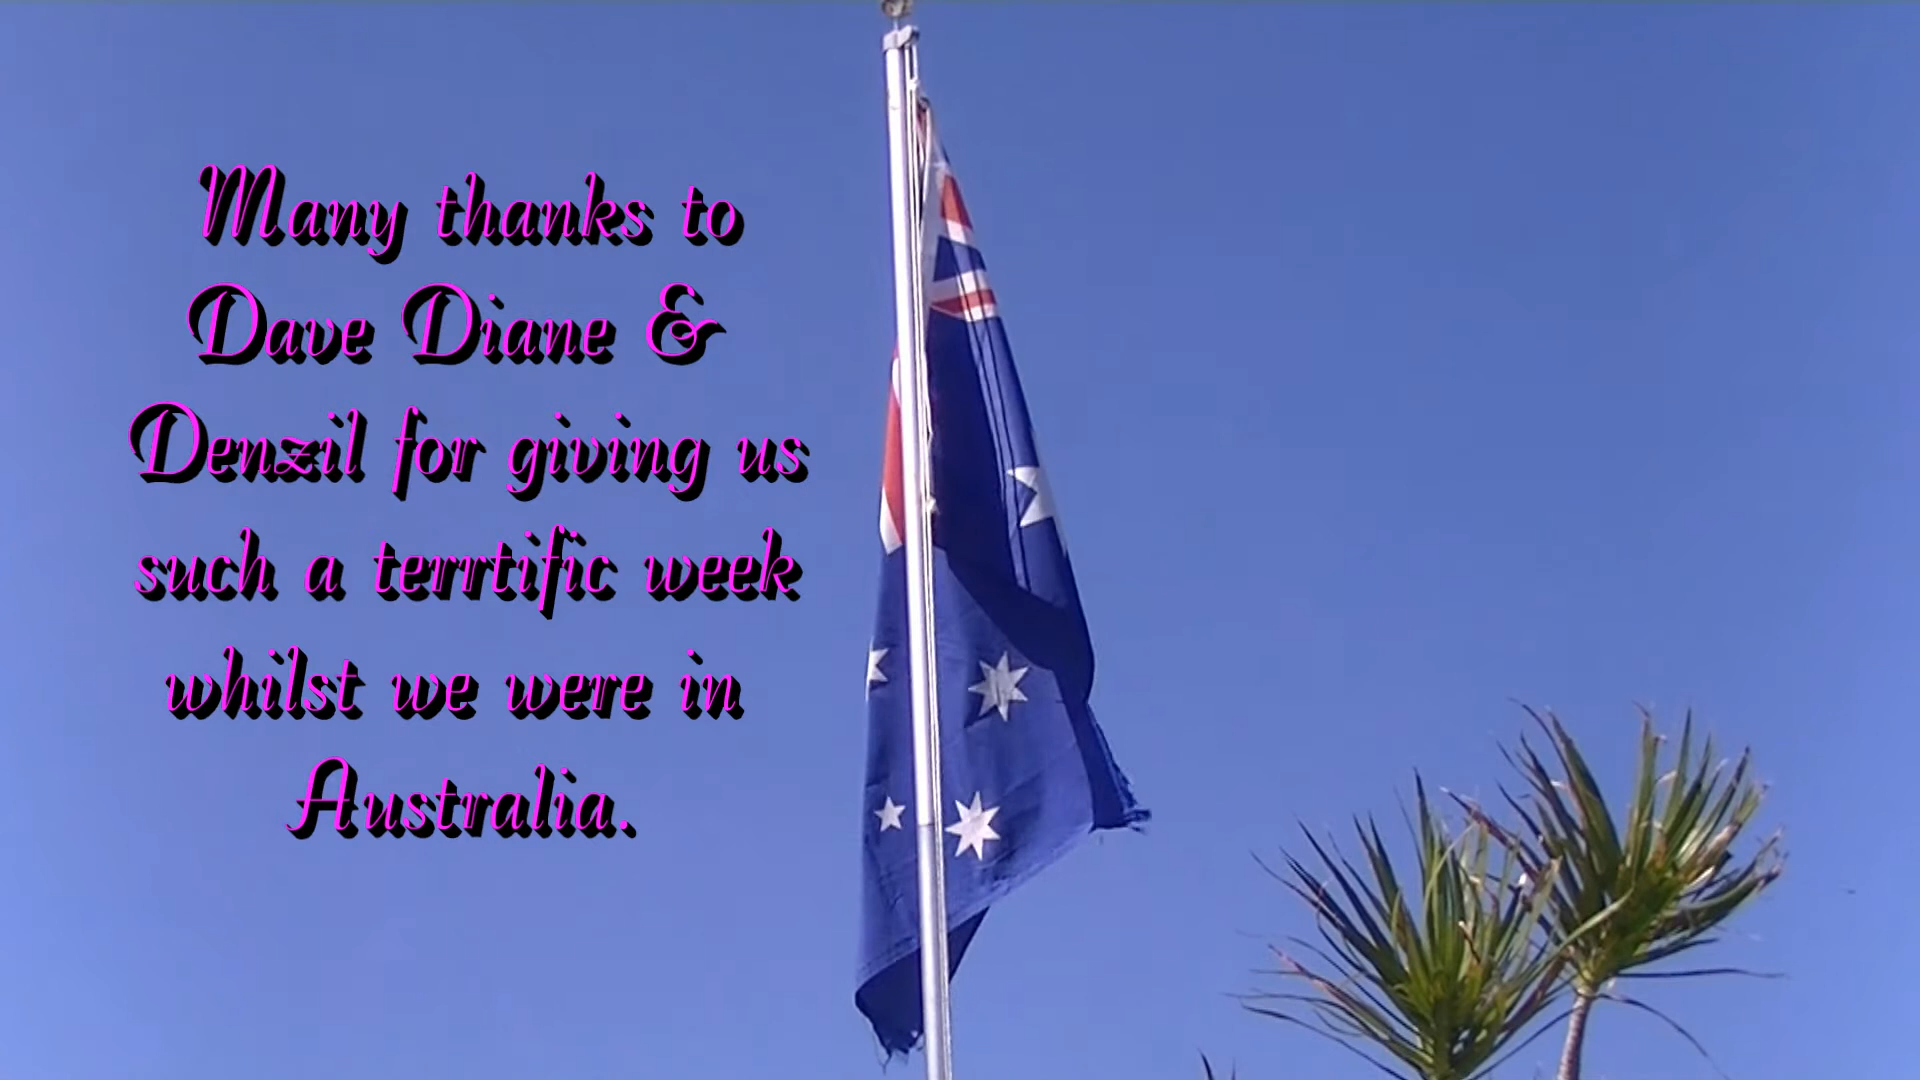 Many thanks to
Dave Diane &
Denzil for giving us
such a terrtific week
whilst we were in
Australia.